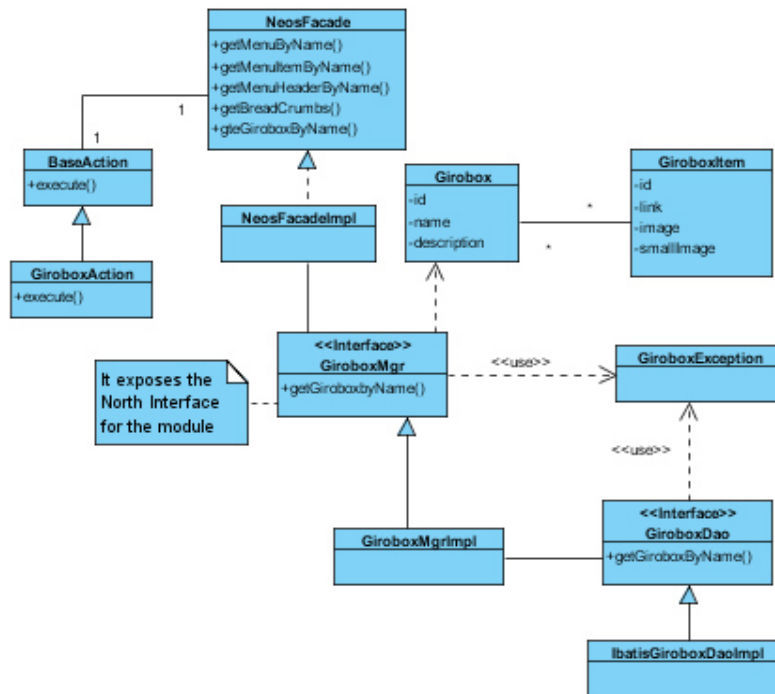 NeosFacade
+getMenuByName()
+getMenuItemByName()
+getMenuHeaderByName()
+getBreadCrumbs()
+gteGiroboxByName()
1
1
BaseAction
+execute()
GiroboxAction
+execute()
NeosFacadeImpl
Girobox
-id
-name
-description
*
*
GiroboxItem
-id
-link
-image
-smallImage
<<Interface>>
GiroboxMgr
+getGiroboxbyName()
It exposes the
North Interface
for the module
<<use>>
GiroboxException
<<use>>
<<Interface>>
GiroboxDao
+getGiroboxByName()
GiroboxMgrImpl
IbatisGiroboxDaoImpl